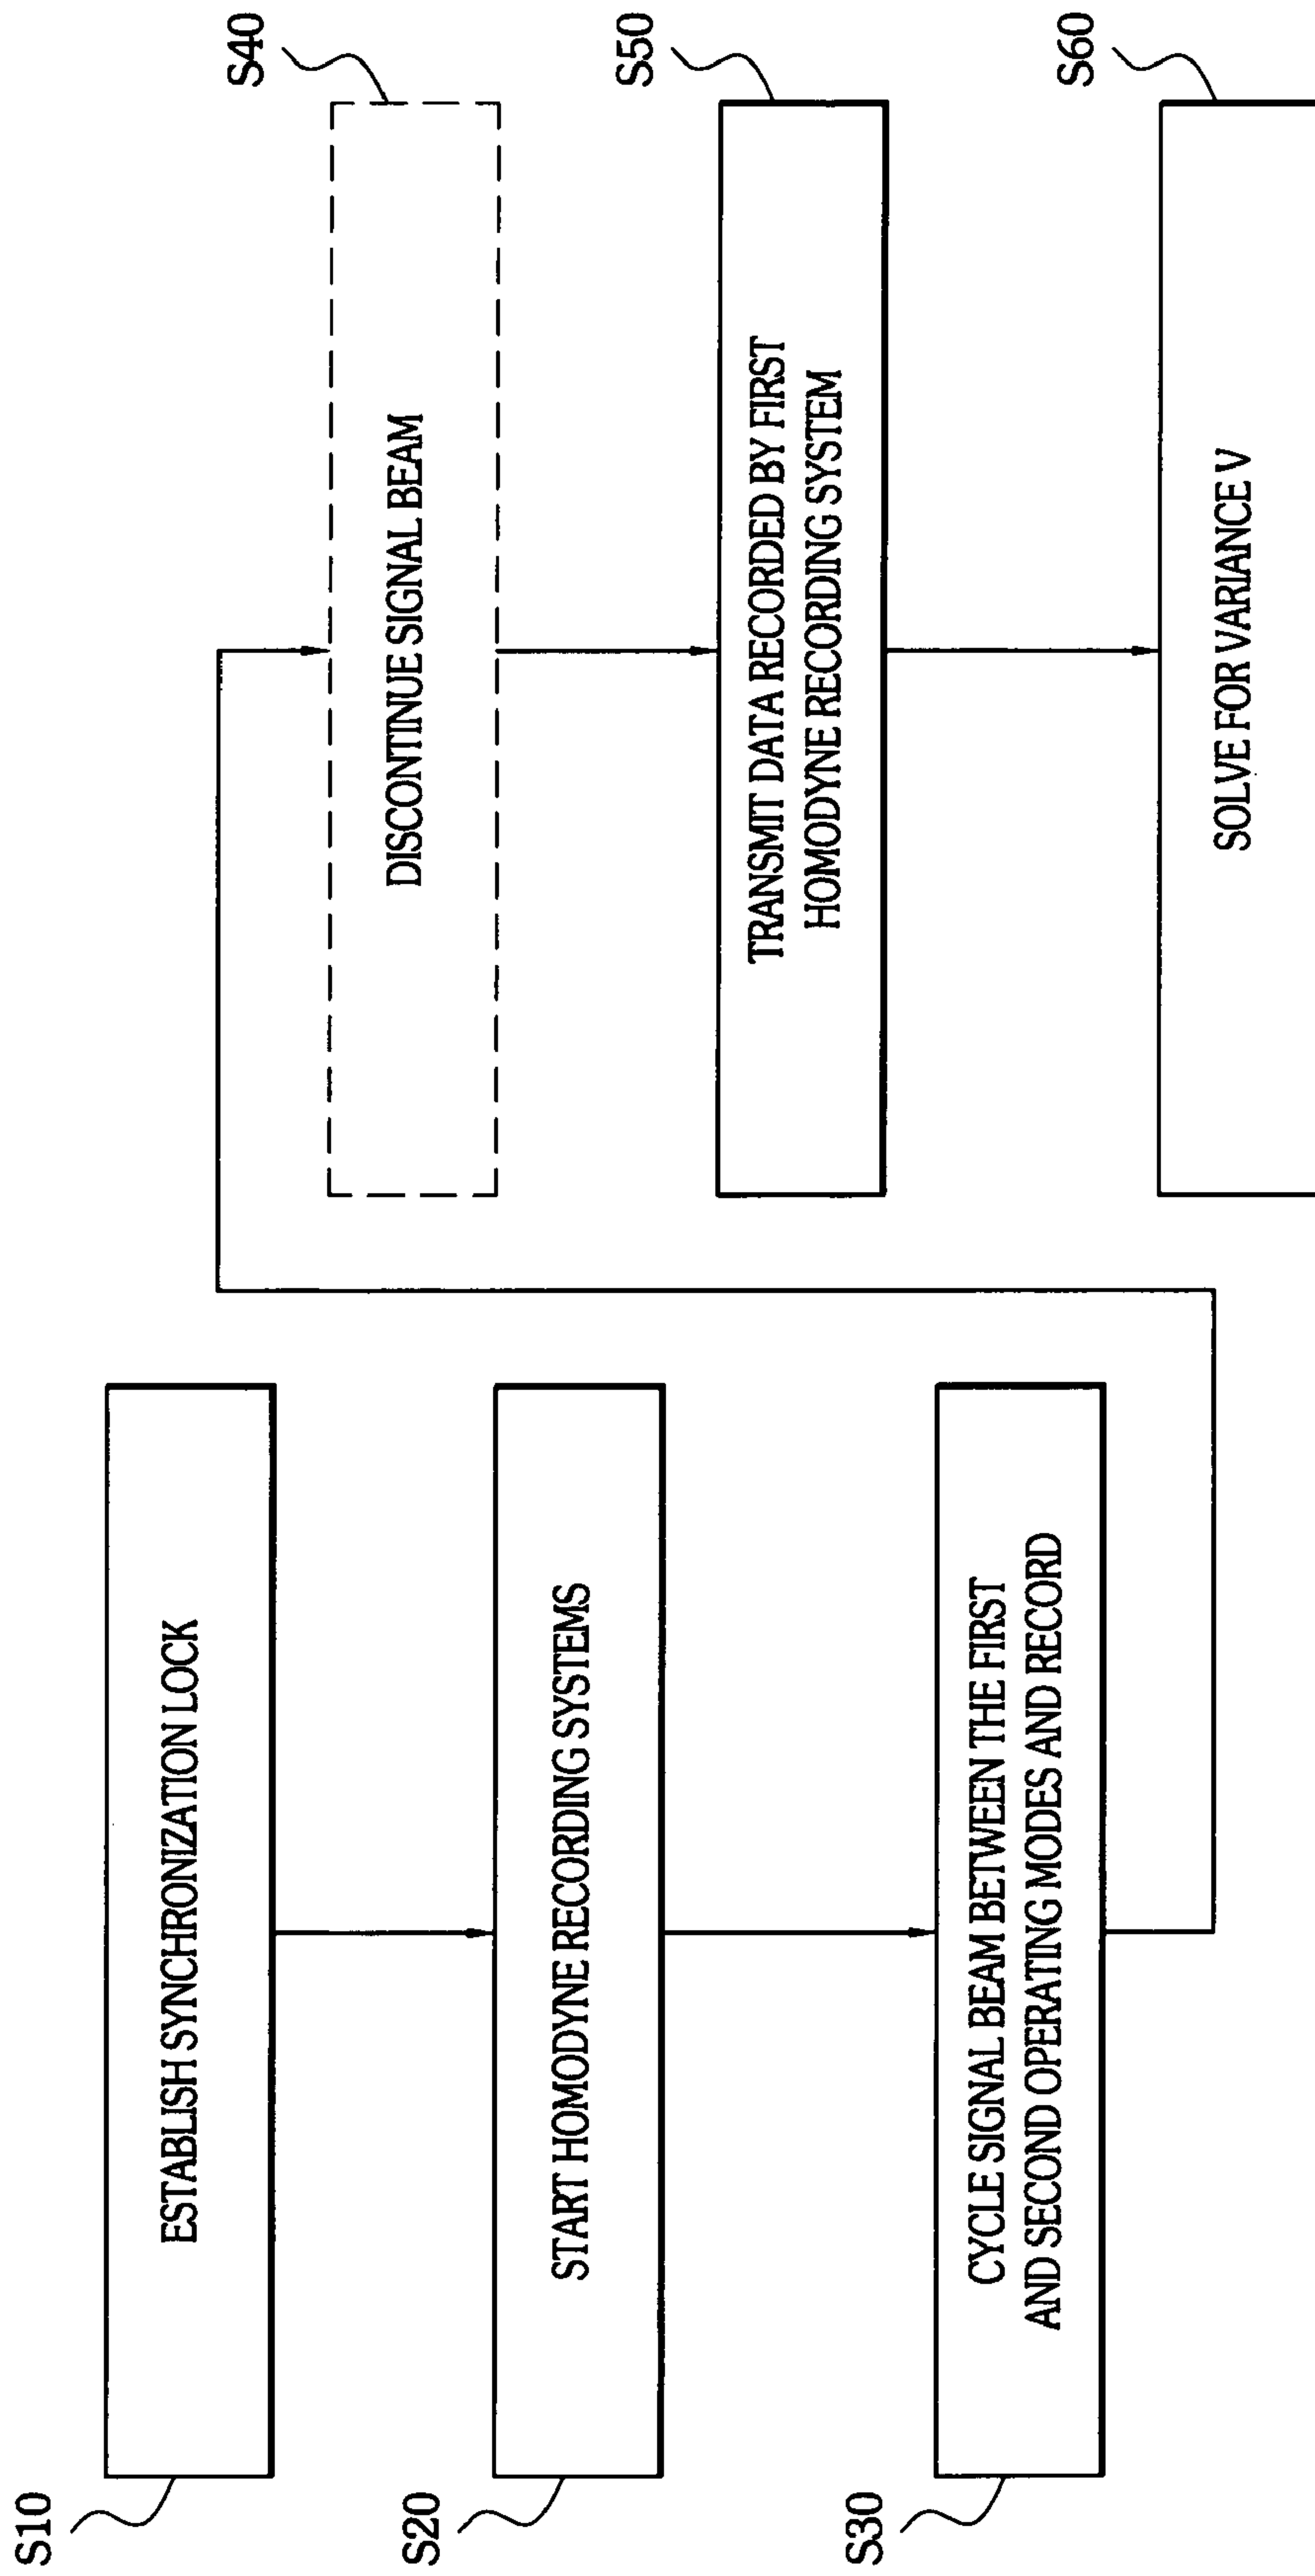 S10
ESTABLISH SYNCHRONIZATION LOCK
S20
START HOMODYNE RECORDING SYSTEMS
S30
CYCLE SIGNAL BEAM BETWEEN THE FIRST
AND SECOND OPERATING MODES AND RECORD
S40
DISCONTINUE SIGNAL BEAM
S50
TRANSMIT DATA RECORDED BY FIRST
HOMODYNE RECORDING SYSTEM
S60
SOLVE FOR VARIANCE V